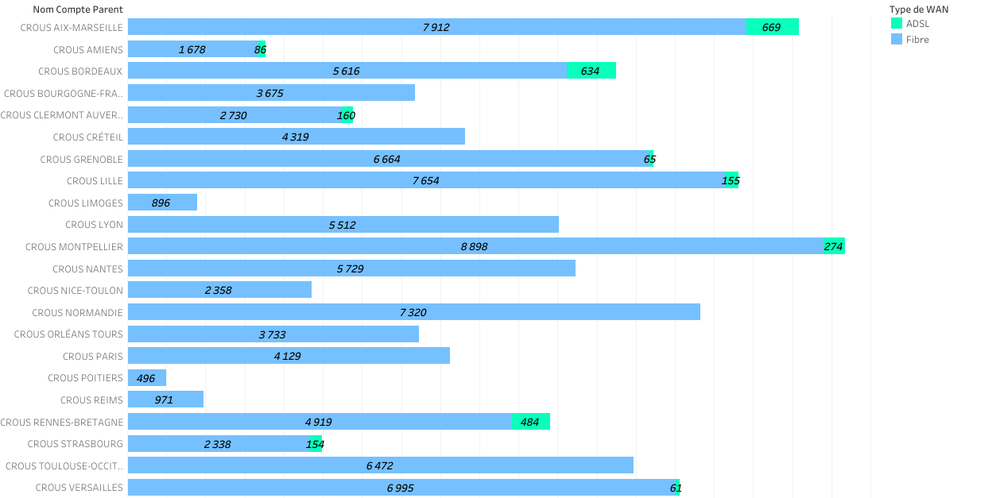 Nom Compte Parent
Type de WAN
CROUS AIX-MARSEILLE 7 912 669
ADSL
Fibre
CROUS AMIENS 1 678 86
CROUS BORDEAUX 5 616 634
CROUS BOURGOGNE-FRA.. 3 675
CROUS CLERMONT AUVER.. 2 730 160
CROUS CRÉTEIL 4 319
CROUS GRENOBLE 6 664 65
CROUS LILLE 7 654 155
CROUS LIMOGES 896
CROUS LYON 5 512
CROUS MONTPELLIER 8 898 274
CROUS NANTES 5 729
CROUS NICE-TOULON 2 358
CROUS NORMANDIE 7 320
CROUS ORLÉANS TOURS 3 733
CROUS PARIS 4 129
CROUS POITIERS 496
CROUS REIMS 971
CROUS RENNES-BRETAGNE 4 919 484
CROUS STRASBOURG 2 338 154
CROUS TOULOUSE-OCCIT.. 6 472
CROUS VERSAILLES 6 995 61